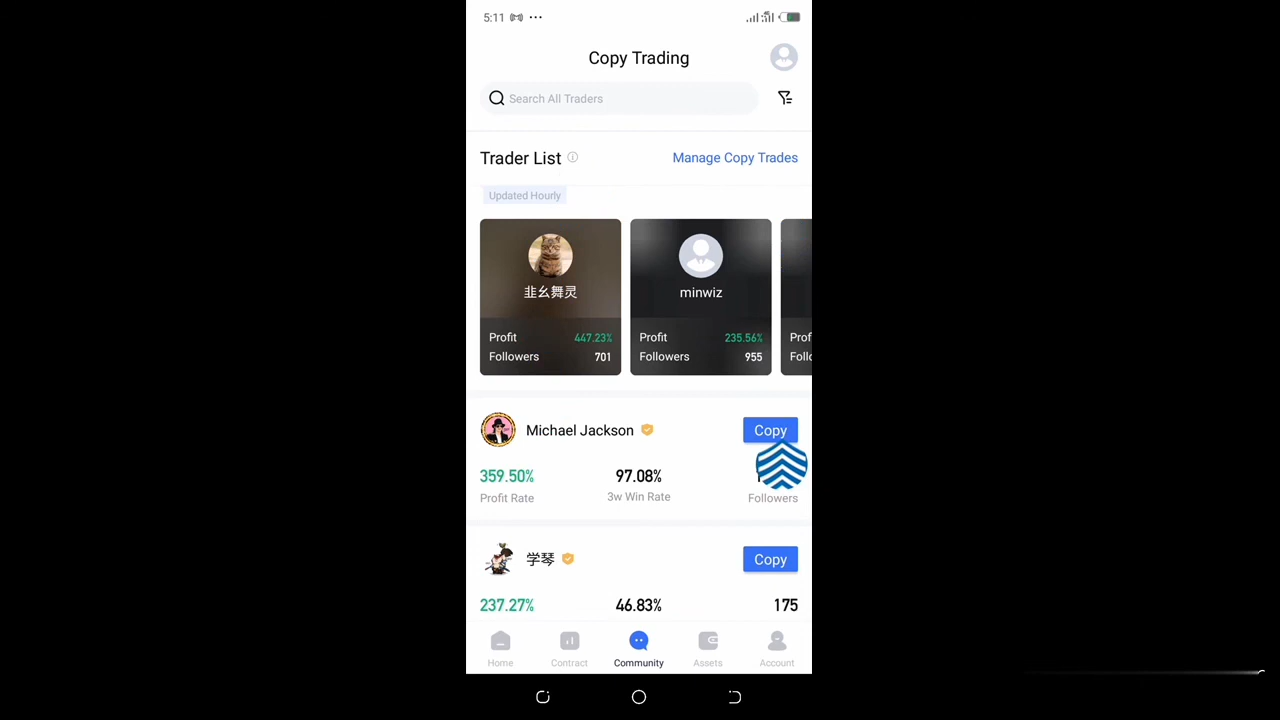 5:11
Copy Trading
Search All Traders
Trader List
Manage Copy Trades
Updated Hourly
韭幺舞灵
Profit 447.23%
Followers 701
minwiz
Profit 235.56%
Followers 955
Prof
Follo
Michael Jackson
Copy
359.50%
97.08%
Profit Rate
3w Win Rate
Followers
学琴
Copy
237.27%
46.83%
175
Home
Contract
Community
Assets
Account